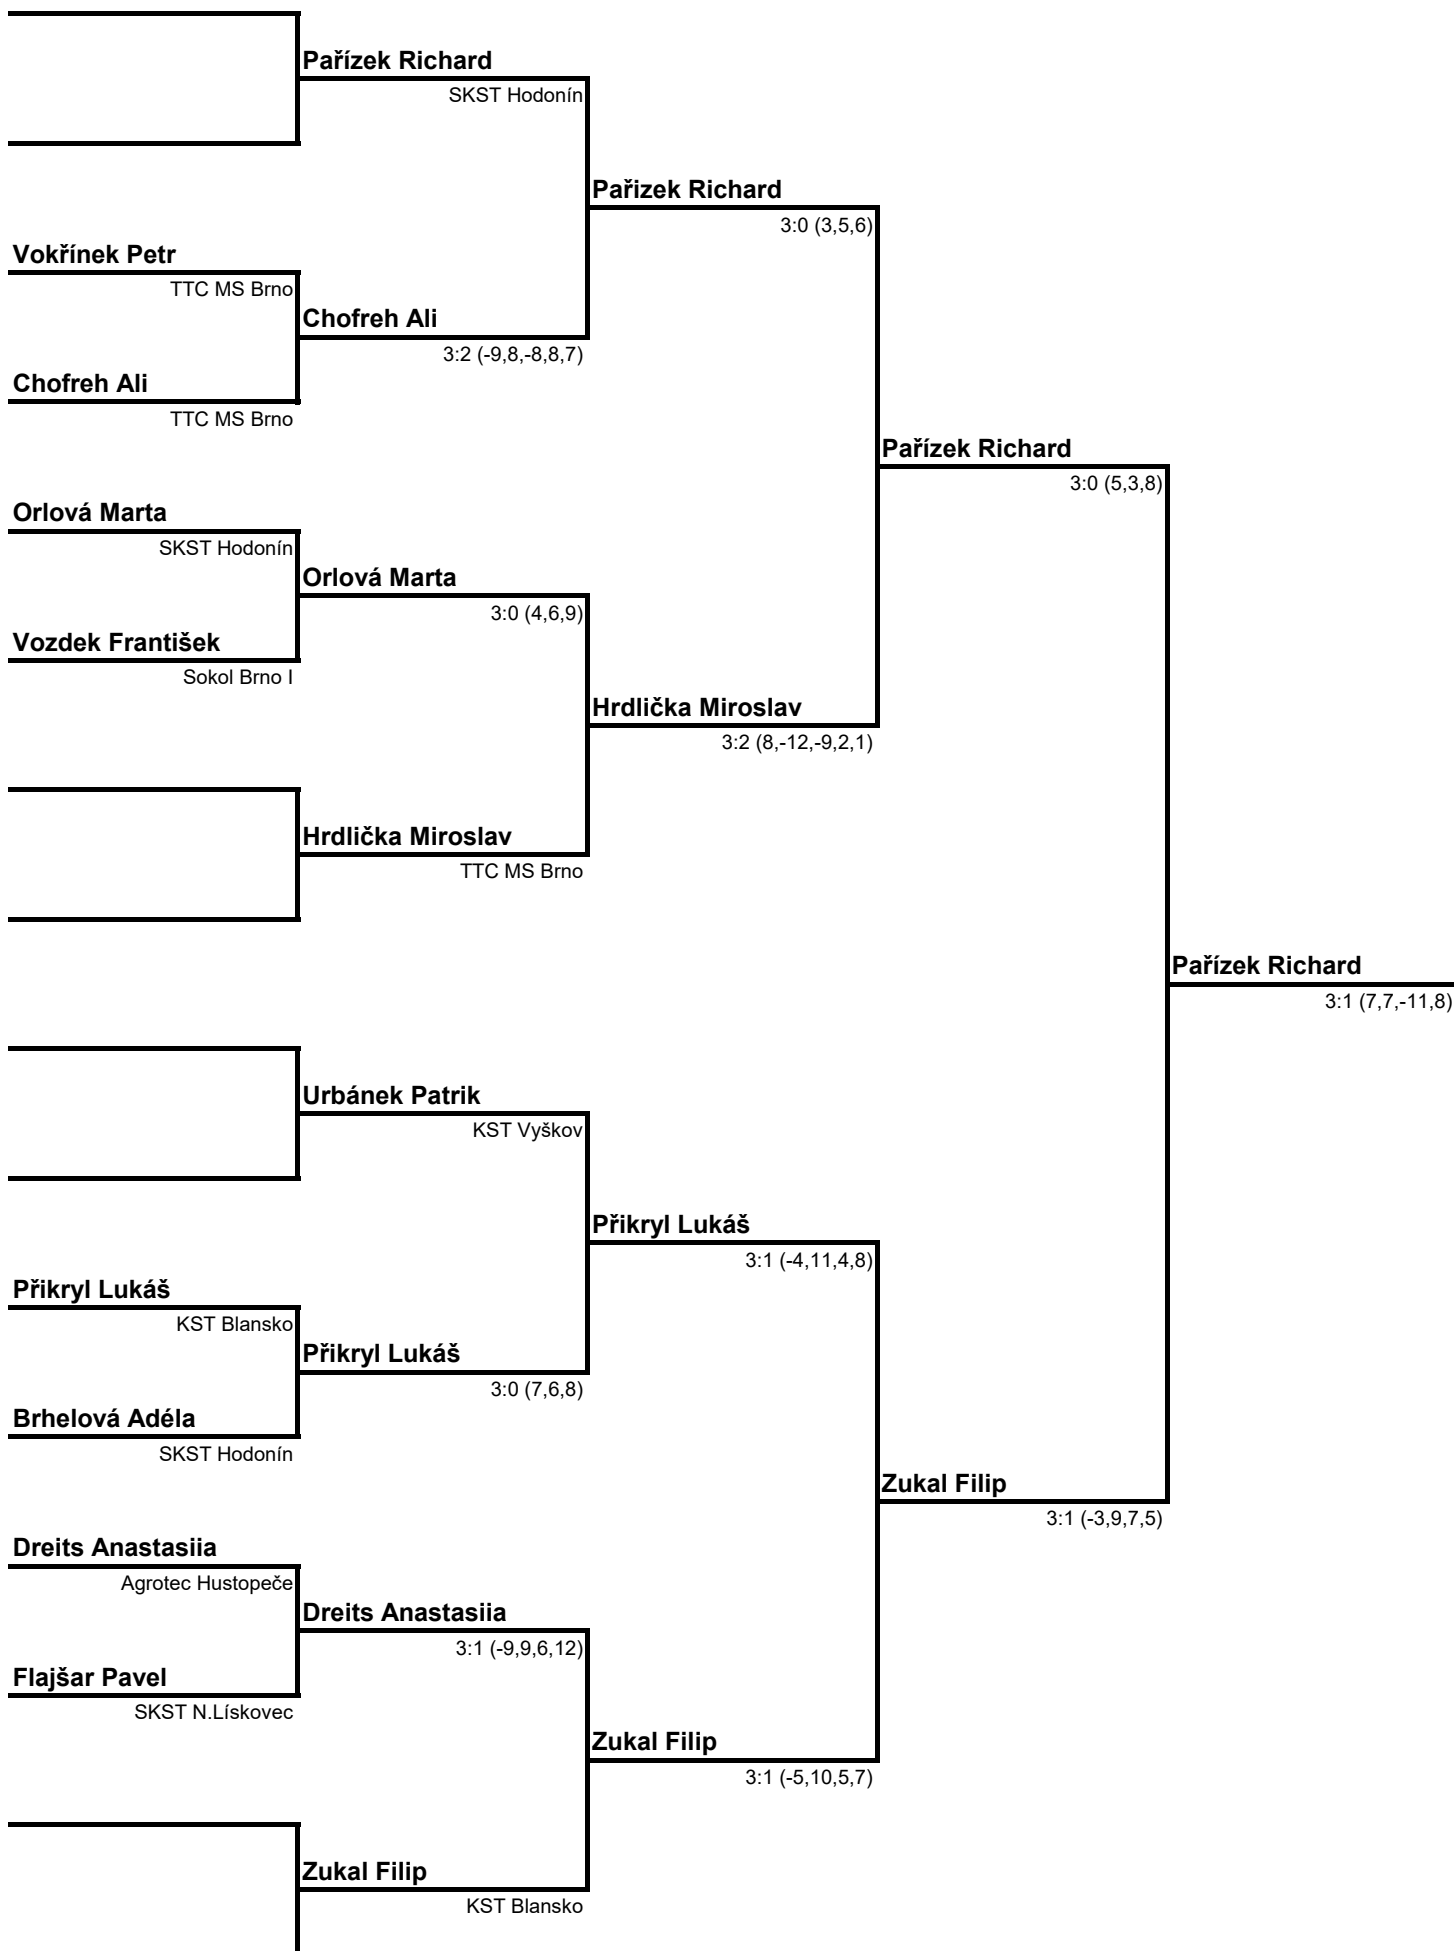 Pařízek Richard
SKST Hodonín
Pařizek Richard
3:0 (3,5,6)
Vokřínek Petr
TTC MS Brno
Chofreh Ali
3:2 (-9,8,-8,8,7)
Chofreh Ali
TTC MS Brno
Pařízek Richard
3:0 (5,3,8)
Orlová Marta
SKST Hodonín
Orlová Marta
3:0 (4,6,9)
Vozdek František
Sokol Brno I
Hrdlička Miroslav
3:2 (8,-12,-9,2,1)
Hrdlička Miroslav
TTC MS Brno
Pařízek Richard
3:1 (7,7,-11,8)
Urbánek Patrik
KST Vyškov
Přikryl Lukáš
3:1 (-4,11,4,8)
Přikryl Lukáš
KST Blansko
Přikryl Lukáš
3:0 (7,6,8)
Brhelová Adéla
SKST Hodonín
Zukal Filip
3:1 (-3,9,7,5)
Dreits Anastasiia
Agrotec Hustopeče
Dreits Anastasiia
3:1 (-9,9,6,12)
Flajšar Pavel
SKST N.Lískovec
Zukal Filip
3:1 (-5,10,5,7)
Zukal Filip
KST Blansko